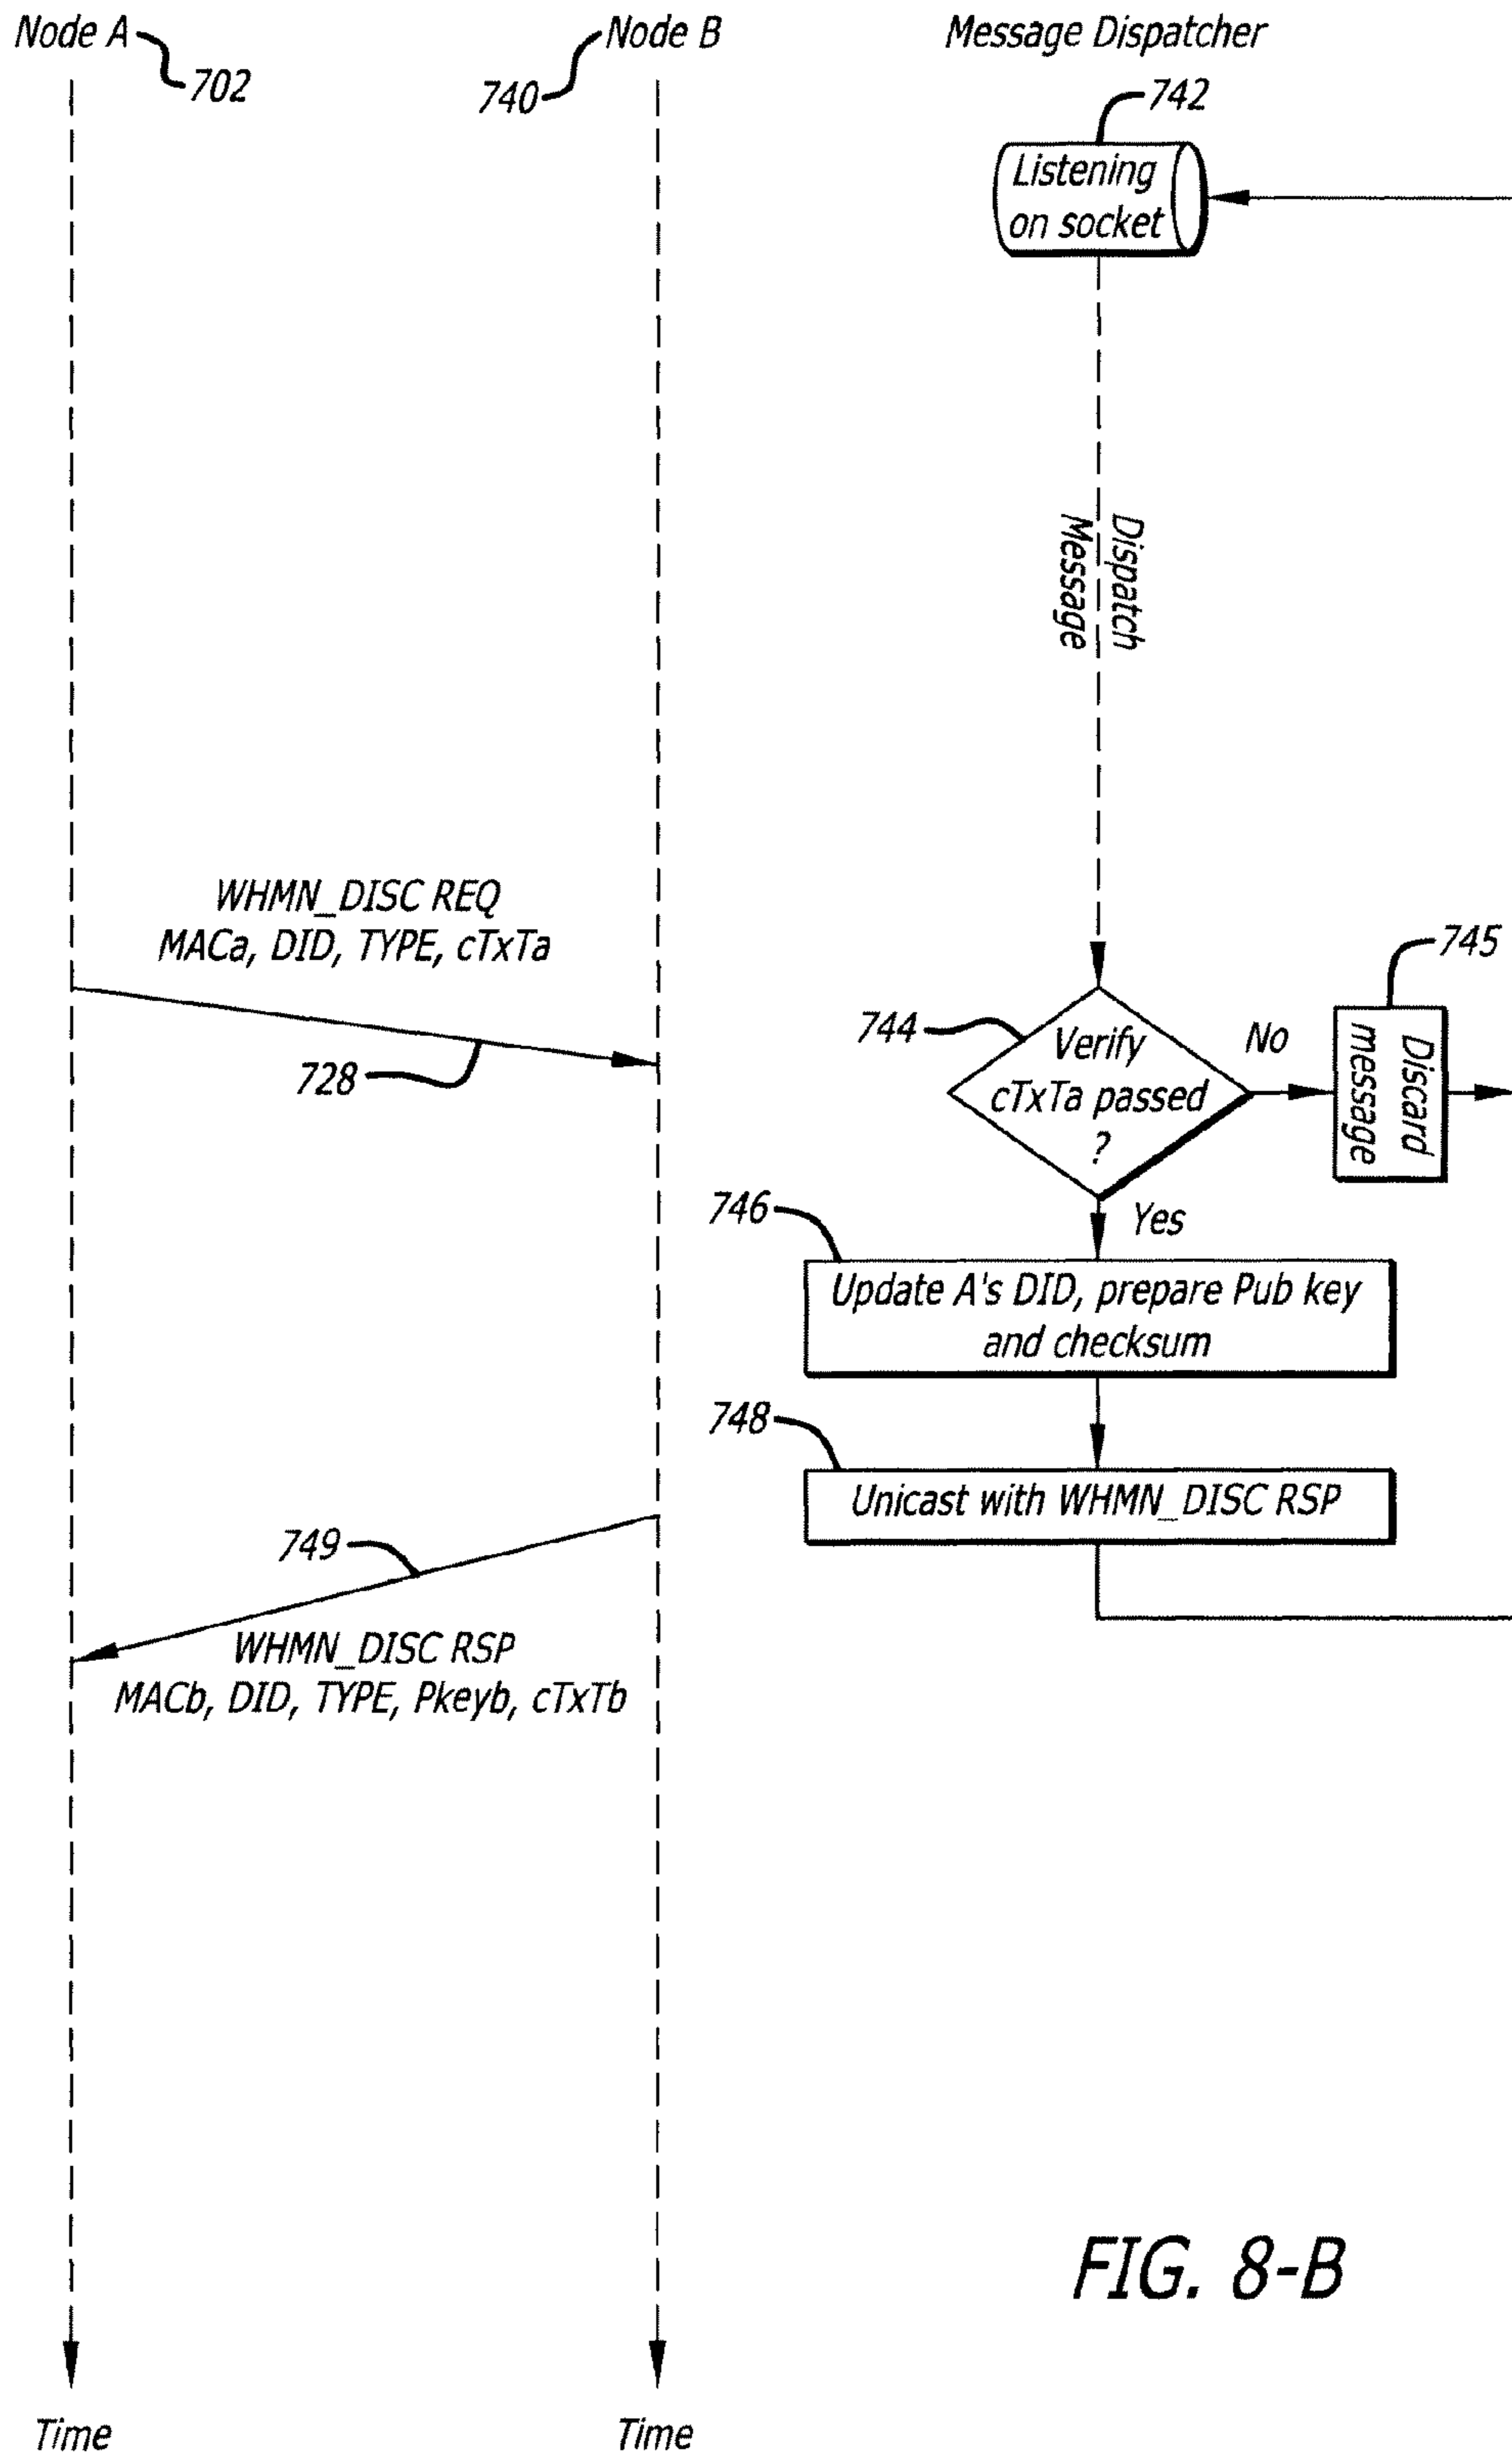 Node A
702
740
Node B
Message Dispatcher
742
Listening
on socket
Dispatch
Message
WHMN_DISC REQ
MACa, DID, TYPE, cTxTa
728
744
Verify
cTxTa passed
?
No
745
Discard
message
Yes
746
Update A's DID, prepare Pub key
and checksum
748
Unicast with WHMN_DISC RSP
749
WHMN_DISC RSP
MACb, DID, TYPE, Pkeyb, cTxTb
FIG. 8-B
Time
Time